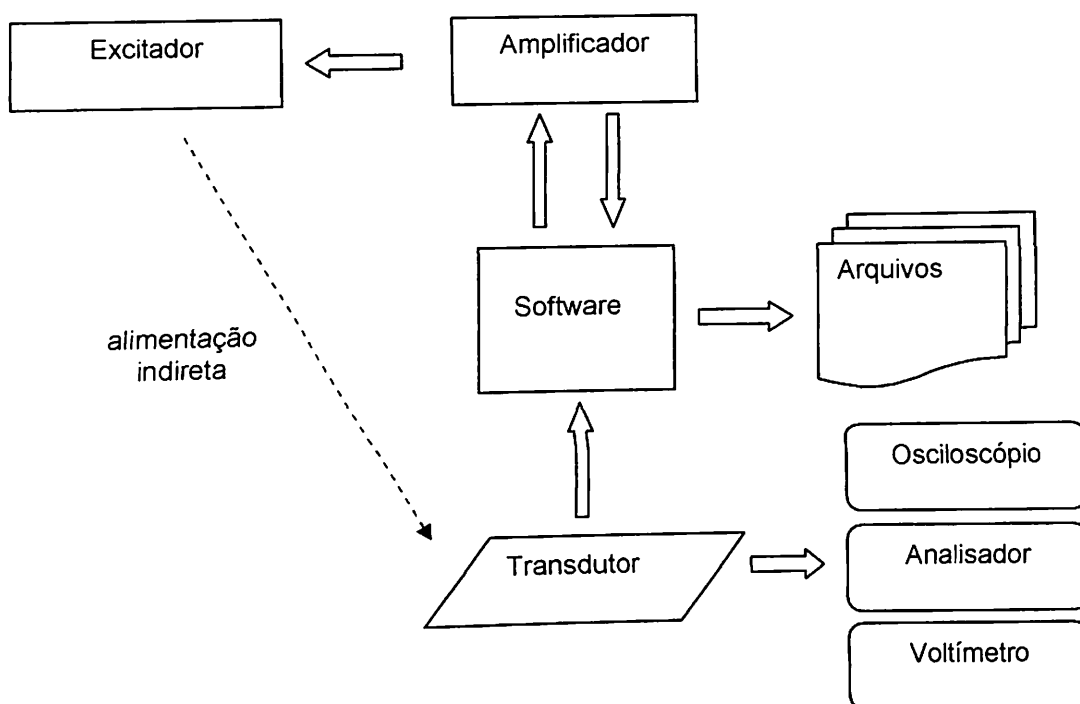 Excitador
Amplificador
Software
Arquivos
alimentação
indireta
Osciloscópio
Transdutor
Analisador
Voltímetro